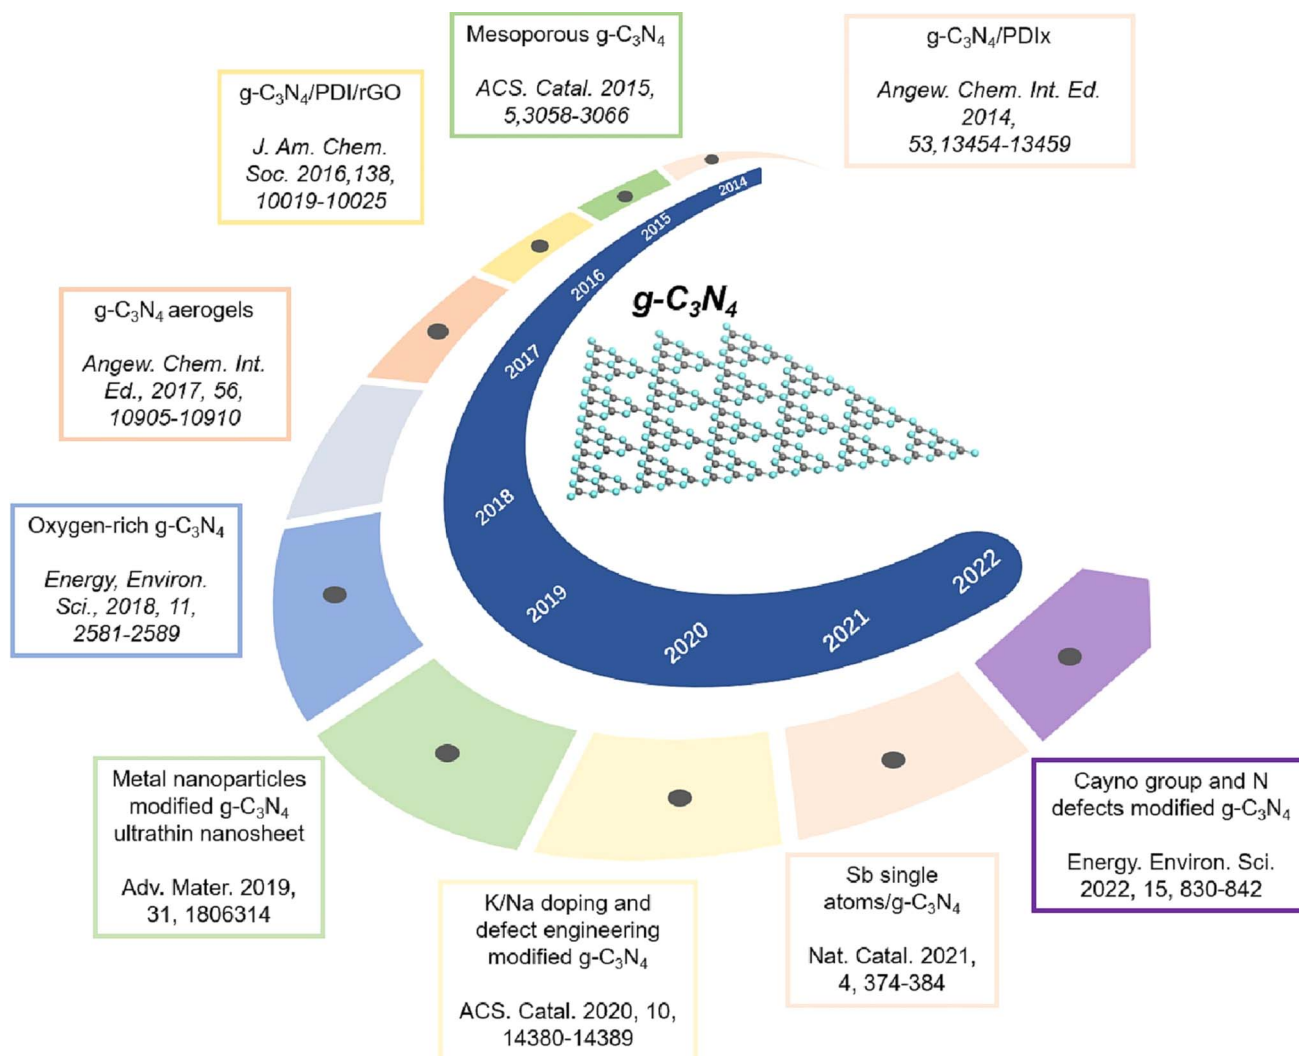 Mesoporous g-C₃N₄
ACS. Catal. 2015,
5,3058-3066
g-C₃N₄/PDIx
Angew. Chem. Int. Ed.
2014,
53,13454-13459
g-C₃N₄/PDI/rGO
J. Am. Chem.
Soc. 2016,138,
10019-10025
g-C₃N₄ aerogels
Angew. Chem. Int.
Ed., 2017, 56,
10905-10910
Oxygen-rich g-C₃N₄
Energy, Environ.
Sci., 2018, 11,
2581-2589
Metal nanoparticles
modified g-C₃N₄
ultrathin nanosheet
Adv. Mater. 2019,
31, 1806314
K/Na doping and
defect engineering
modified g-C₃N₄
ACS. Catal. 2020, 10,
14380-14389
Sb single
atoms/g-C₃N₄
Nat. Catal. 2021,
4, 374-384
Cayno group and N
defects modified g-C₃N₄
Energy. Environ. Sci.
2022, 15, 830-842
2014
2015
2016
2017
2018
2019
2020
2021
2022
g-C₃N₄